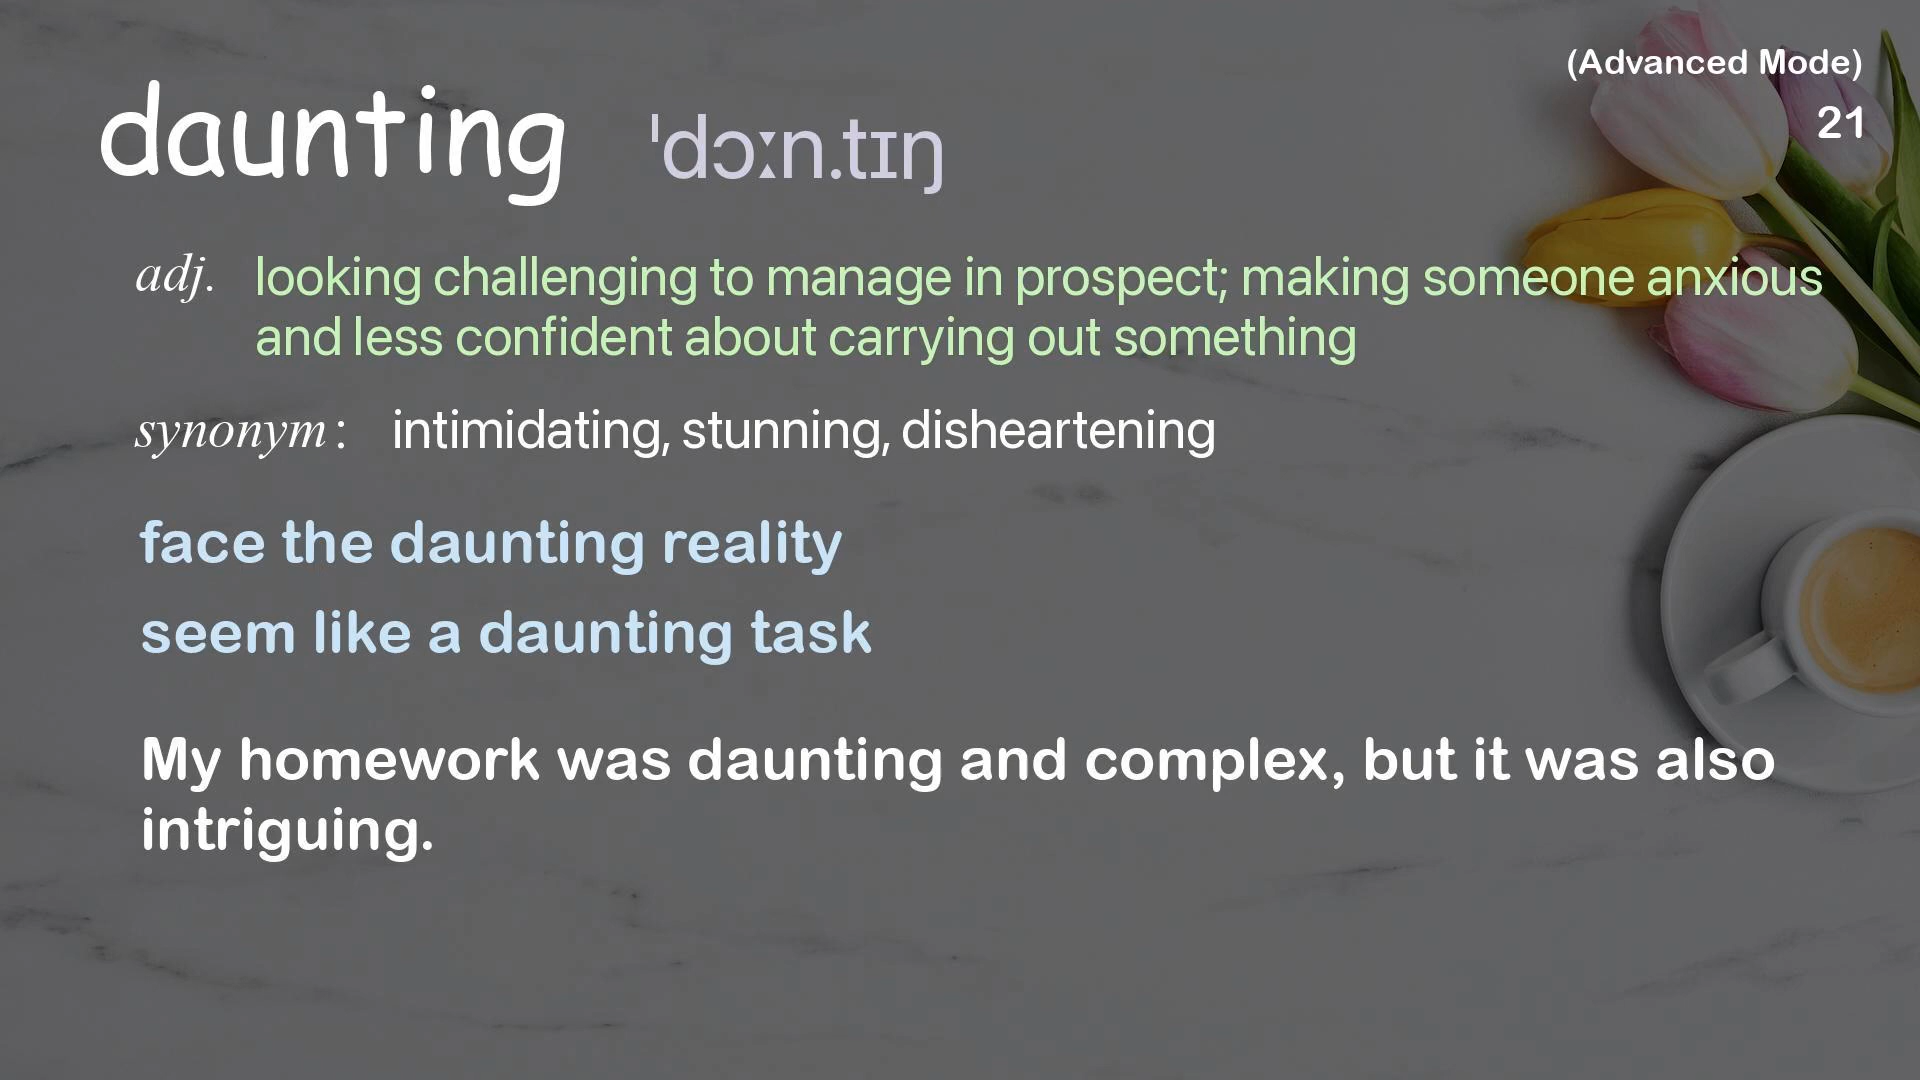 (Advanced Mode)
21
daunting ˈdɔːn.tɪŋ
adj. looking challenging to manage in prospect; making someone anxious
and less confident about carrying out something
synonym: intimidating, stunning, disheartening
face the daunting reality
seem like a daunting task
My homework was daunting and complex, but it was also
intriguing.